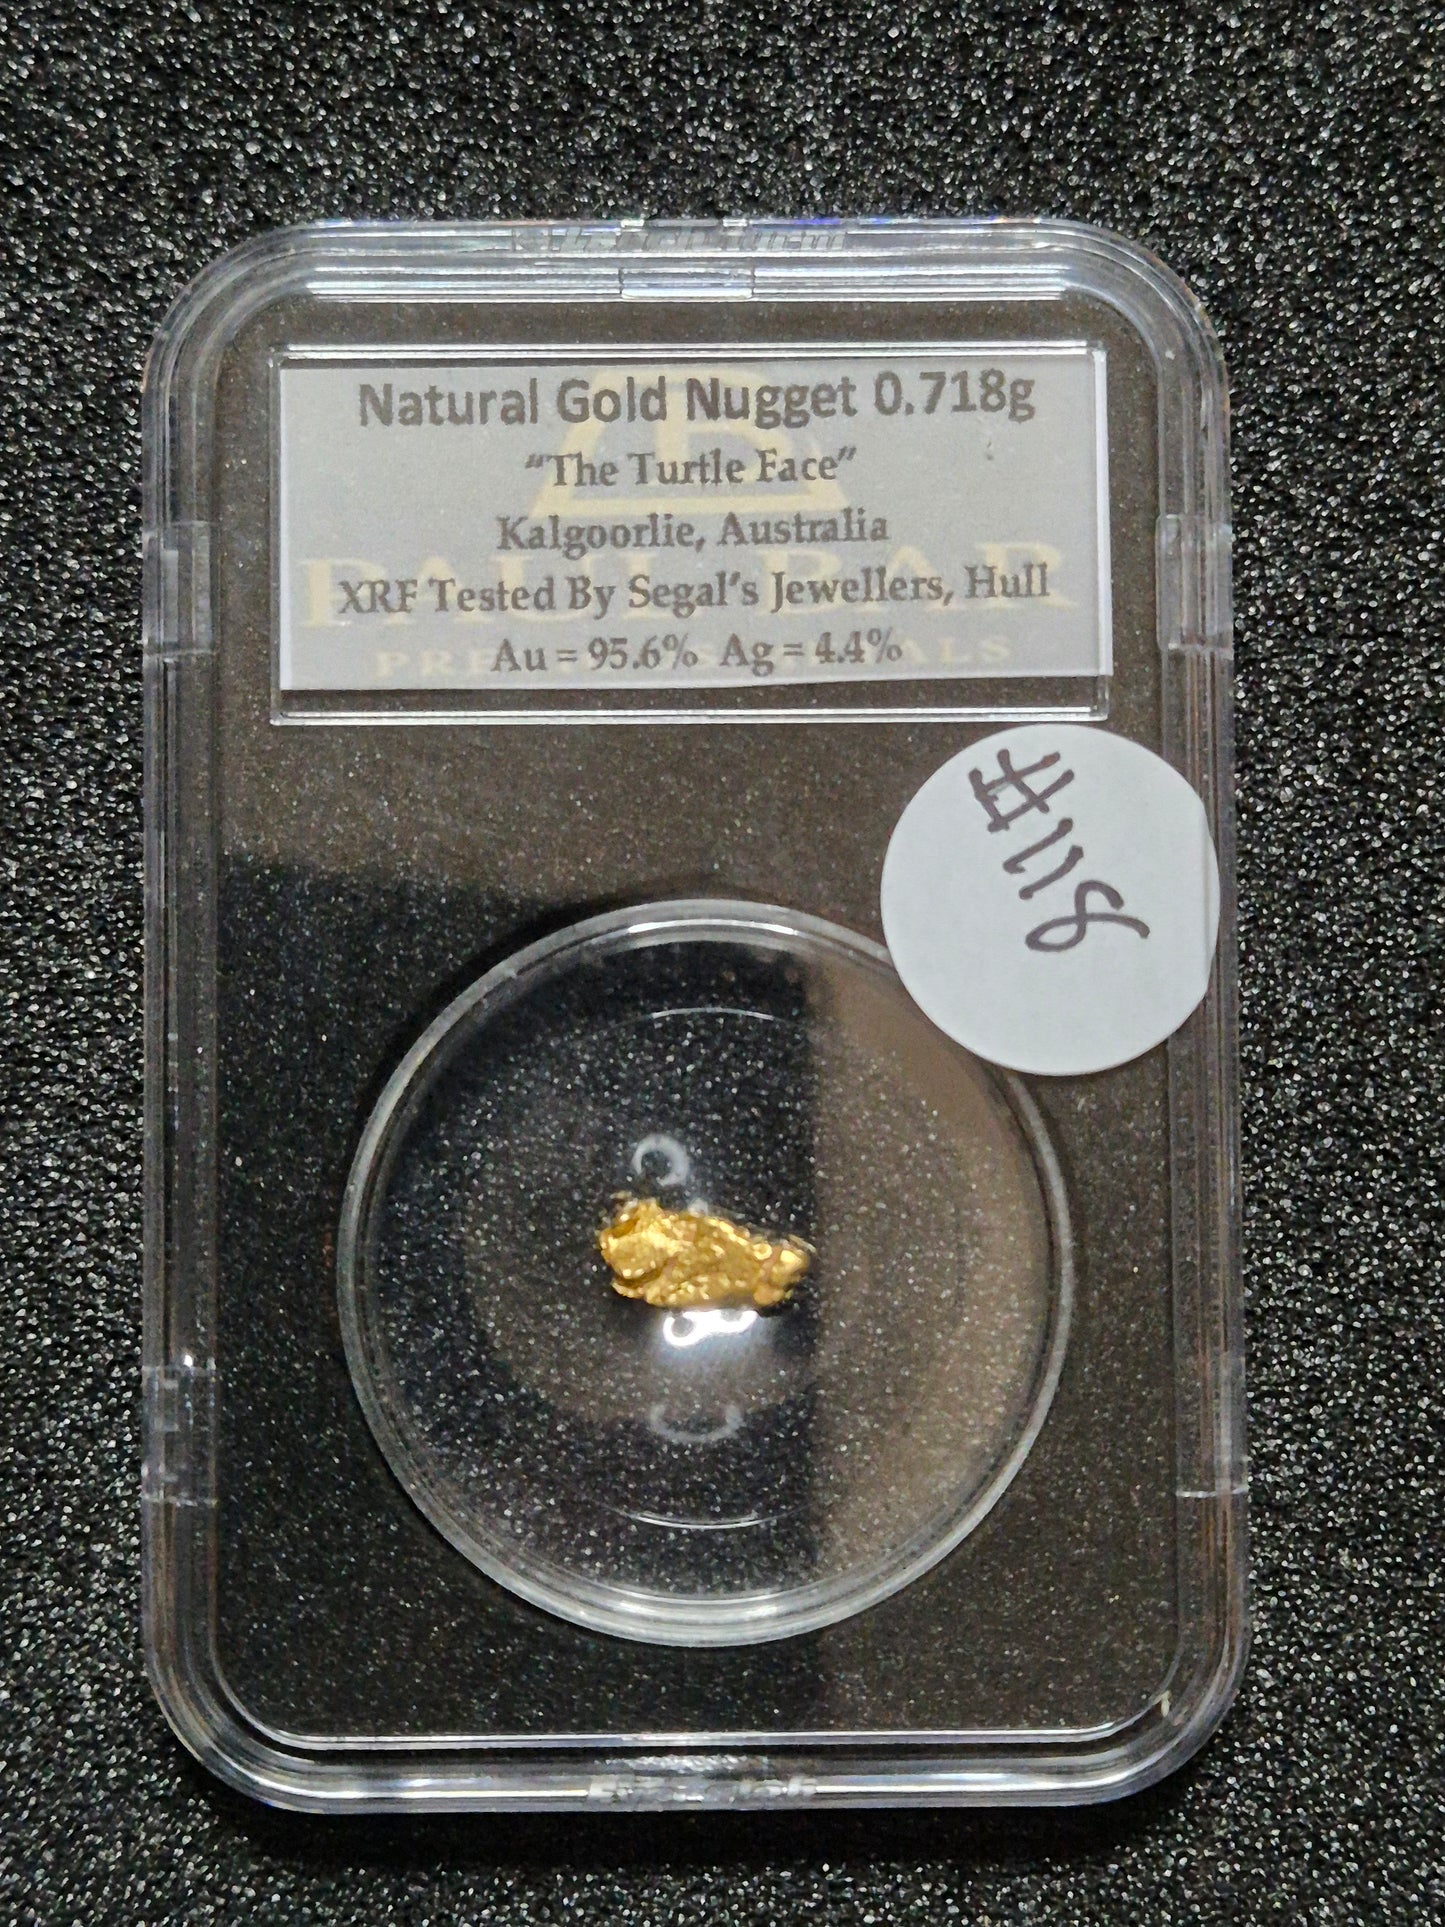 Natural Gold Nugget 0.718g
“The Turtle Face”
Kalgoorlie, Australia
XRF Tested By Segal’s Jewellers, Hull
Au = 95.6%  Ag = 4.4%
#118